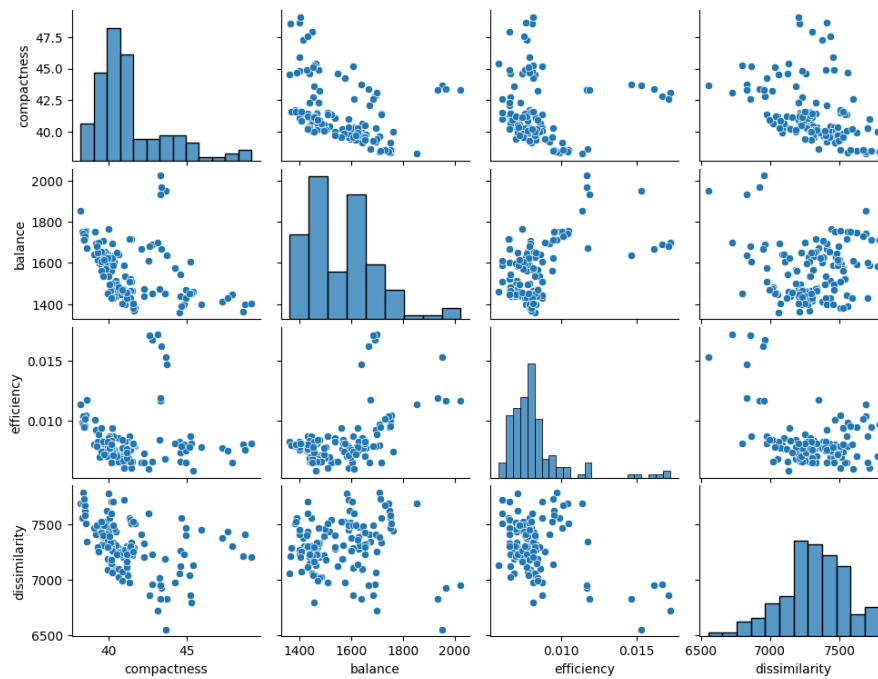 compactness
47.5
45.0
42.5
40.0
balance
2000
1800
1600
1400
efficiency
0.015
0.010
dissimilarity
7500
7000
6500
40 45
1400 1600 1800 2000
0.010 0.015
6500 7000 7500
compactness balance efficiency dissimilarity